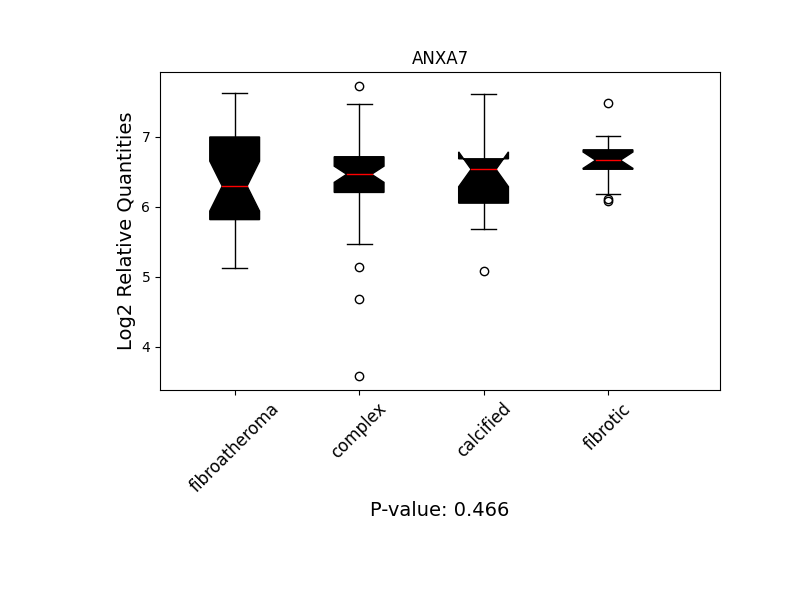 ANXA7
Log2 Relative Quantities
7
6
5
4
fibroatheroma
complex
calcified
fibrotic
P-value: 0.466